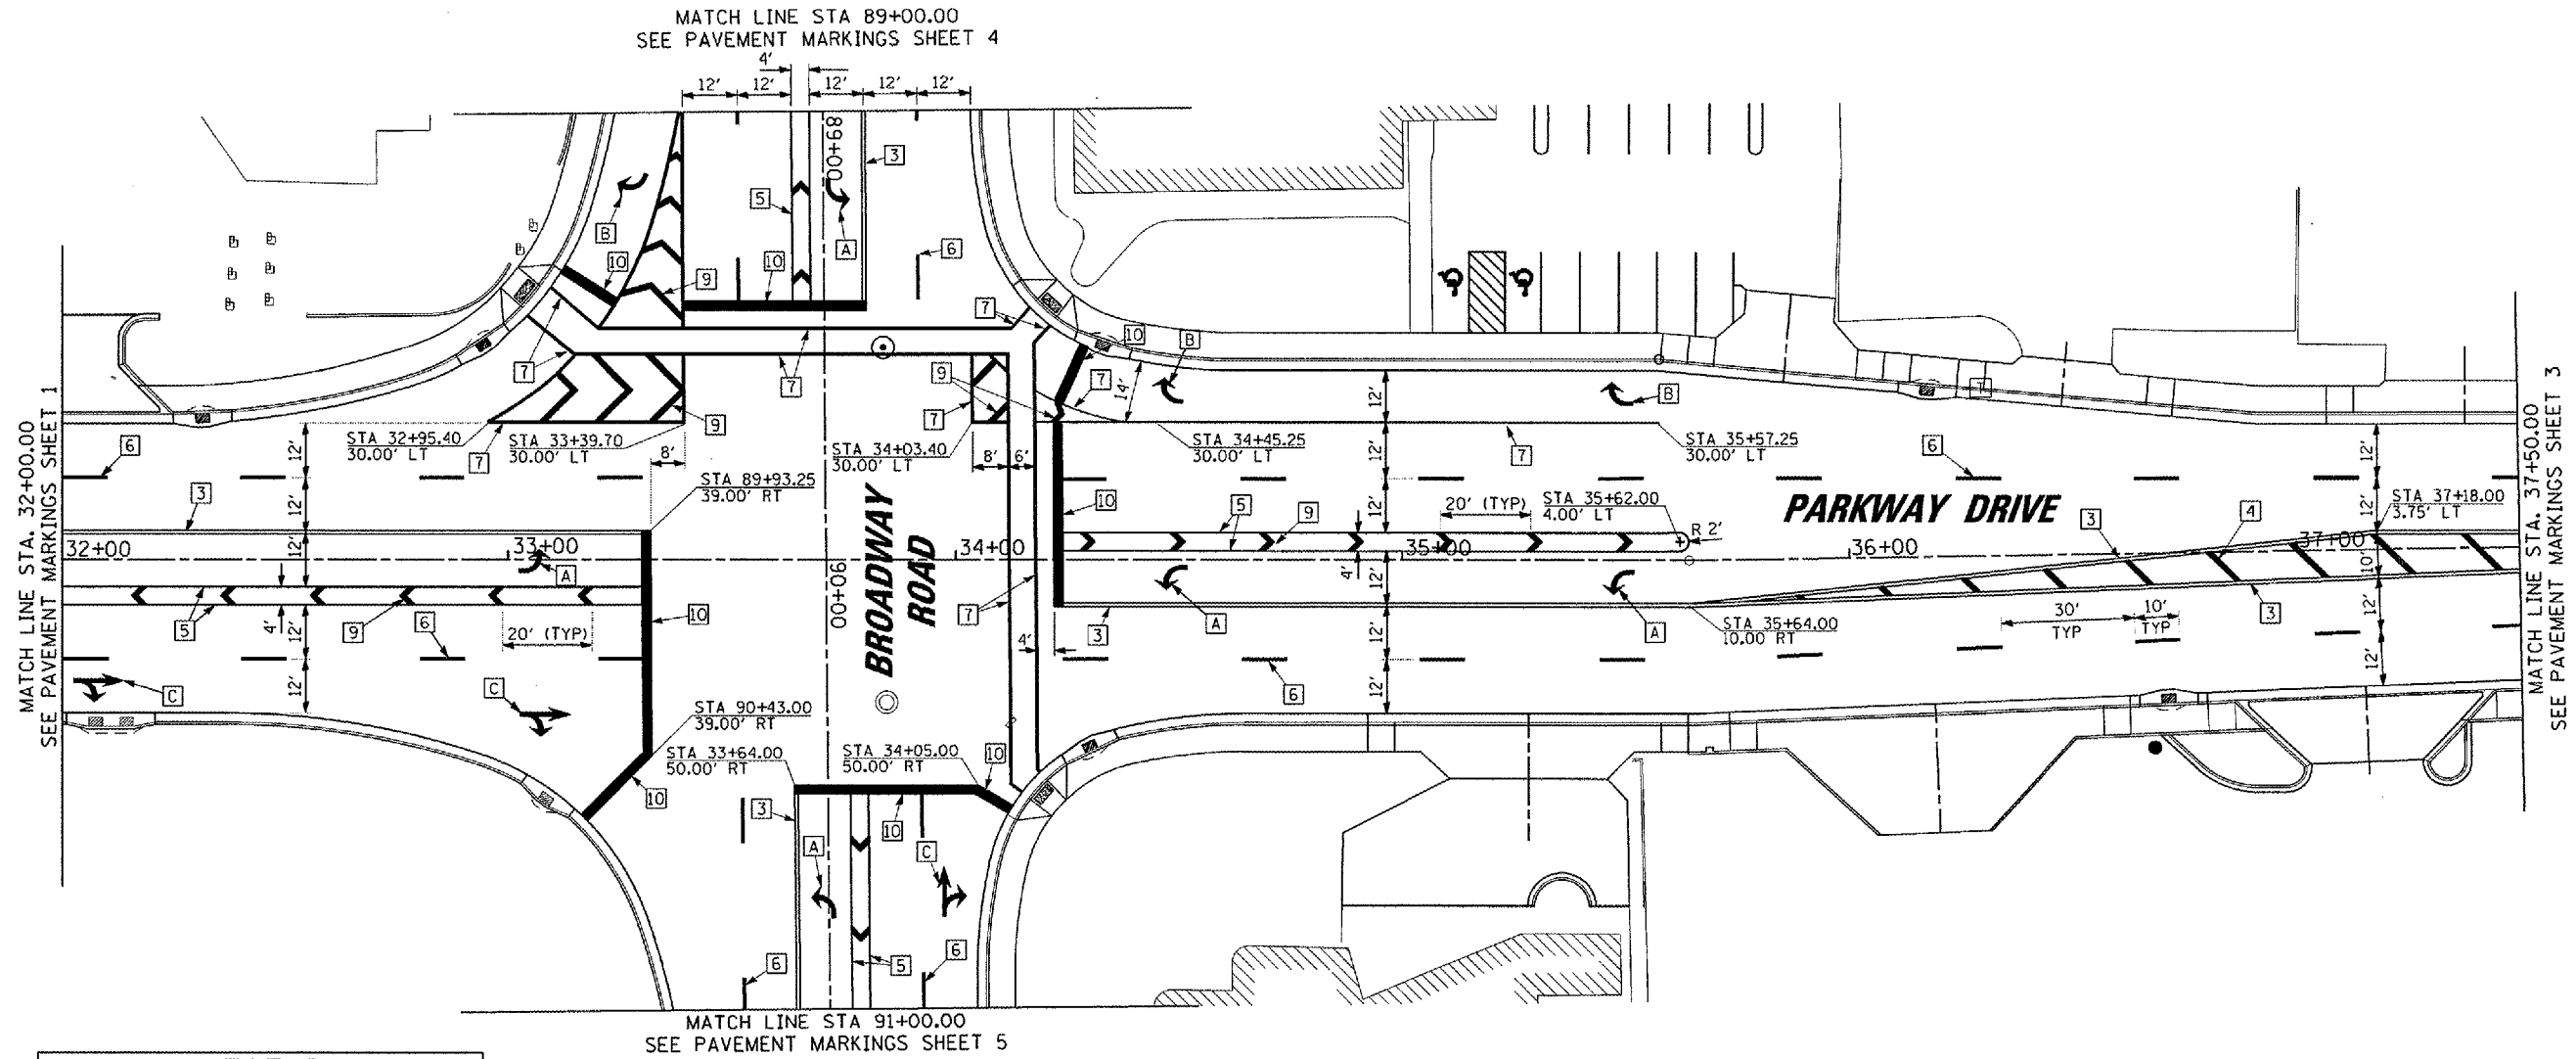 MATCH LINE STA 89+00.00
SEE PAVEMENT MARKINGS SHEET 4
4'
12' 12' 12' 12' 12'
89+00
3
5
A
B
10
10
9
6
7
7
7
7
10
B
9
7
14'
12'
B
MATCH LINE STA. 32+00.00
SEE PAVEMENT MARKINGS SHEET 1
6
7
STA 32+95.40
30.00' LT
STA 33+39.70
30.00' LT
9
8'
STA 34+03.40
30.00' LT
7
8'
6'
STA 34+45.25
30.00' LT
7
STA 35+57.25
30.00' LT
6
12'
12'
12'
12'
12'
3
STA 89+93.25
39.00' RT
10
5
9
20' (TYP)
STA 35+62.00
4.00' LT
R 2'
PARKWAY DRIVE
3
4
STA 37+18.00
3.75' LT
32+00
33+00
34+00
35+00
36+00
37+00
12'
A
BROADWAY
ROAD
90+00
12'
4'
A
A
10'
5
4'
9
6
20' (TYP)
10
7
4'
3
STA 35+64.00
10.00 RT
30'
TYP
10'
TYP
3
12'
12'
12'
12'
C
C
6
12'
12'
12'
STA 90+43.00
39.00' RT
STA 33+64.00
50.00' RT
STA 34+05.00
50.00' RT
10
10
3
10
A
C
6
5
6
MATCH LINE STA. 37+50.00
SEE PAVEMENT MARKINGS SHEET 3
MATCH LINE STA 91+00.00
SEE PAVEMENT MARKINGS SHEET 5